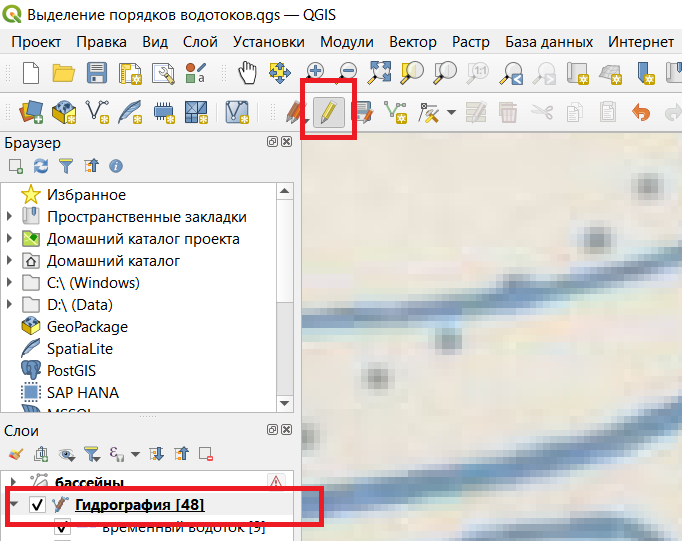 Выделение порядков водотоков.qgs — QGIS
Проект Правка Вид Слой Установки Модули Вектор Растр База данных Интернет
1:1
Браузер
Избранное
Пространственные закладки
Домашний каталог проекта
Домашний каталог
C:\ (Windows)
D:\ (Data)
GeoPackage
SpatiaLite
PostGIS
SAP HANA
MSSQL
Слои
бассейны
Гидрография [48]
временный водоток [9]